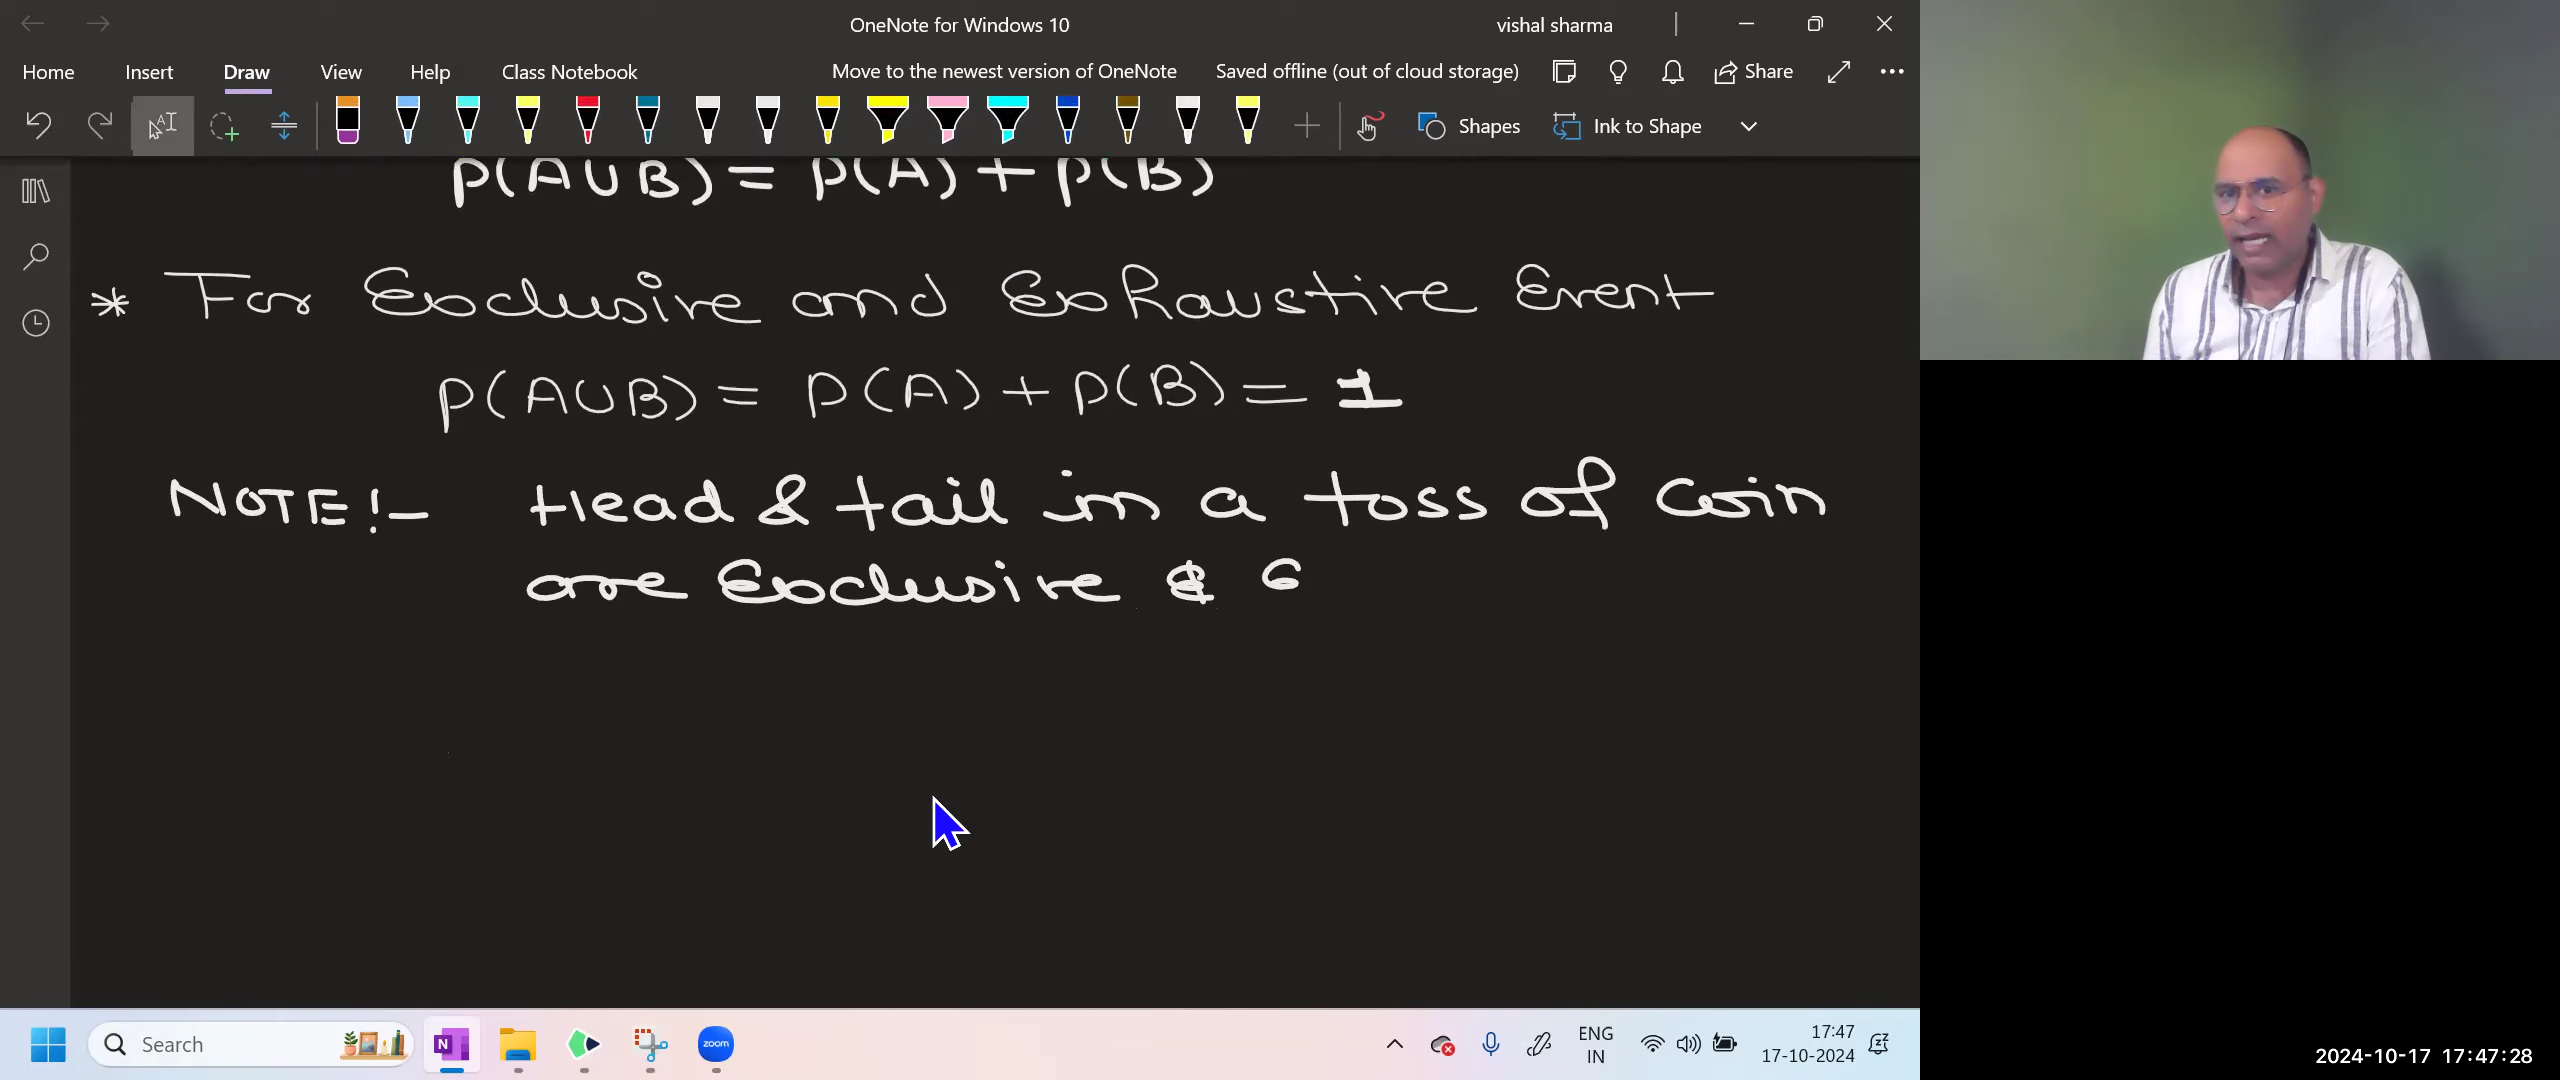 OneNote for Windows 10
vishal sharma
Home Insert Draw View Help Class Notebook
Move to the newest version of OneNote Saved offline (out of cloud storage) Share
Shapes Ink to Shape
P(A∪B) = P(A) + P(B)
* For Exclusive and Exhaustive Event
P(A∪B) = P(A) + P(B) = 1
NOTE:- Head & tail in a toss of coin
are Exclusive &
Search
zoom
ENG
IN
17:47
17-10-2024
2024-10-17 17:47:28